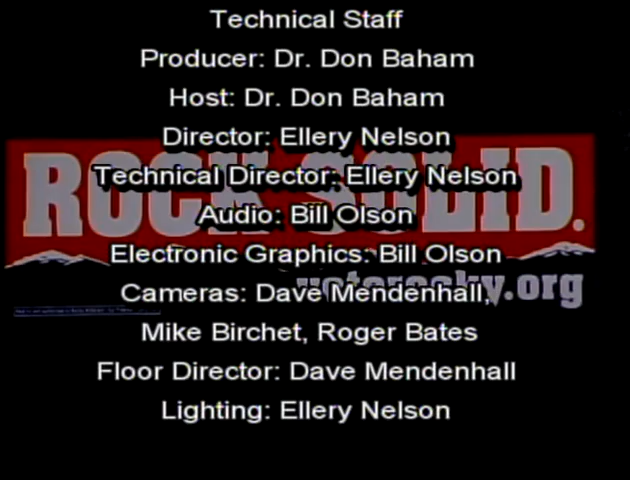 Technical Staff
Producer: Dr. Don Baham
Host: Dr. Don Baham
Director: Ellery Nelson
ROCK SOLID.
Technical Director: Ellery Nelson
Audio: Bill Olson
Electronic Graphics: Bill Olson
Cameras: Dave Mendenhall,
Mike Birchet, Roger Bates
Floor Director: Dave Mendenhall
Lighting: Ellery Nelson